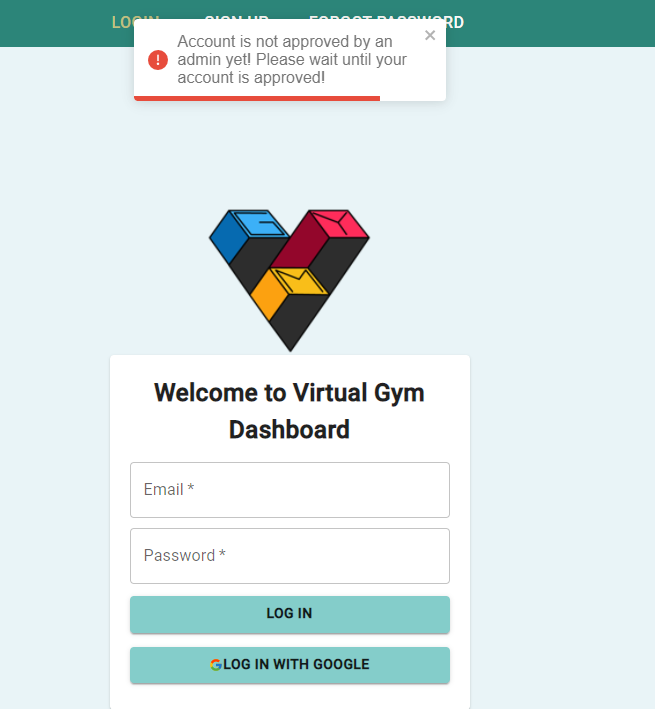 LOGIN SIGN UP FORGOT PASSWORD
Account is not approved by an
admin yet! Please wait until your
account is approved!
Welcome to Virtual Gym
Dashboard
Email *
Password *
LOG IN
LOG IN WITH GOOGLE